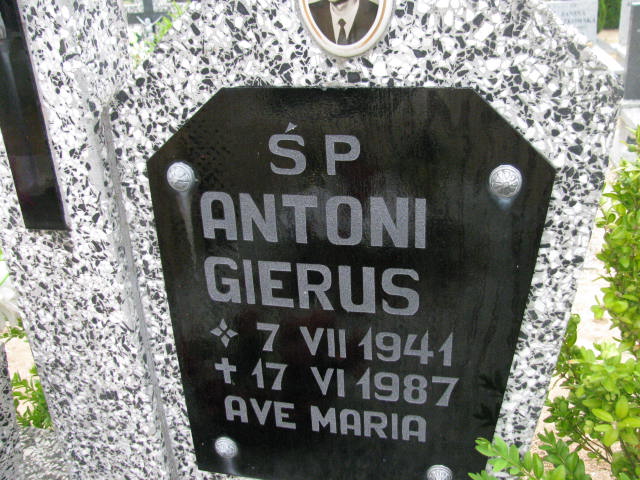 ŚP
ANTONI
GIERUS
7 VII 1941
✝ 17 VI 1987
AVE MARIA